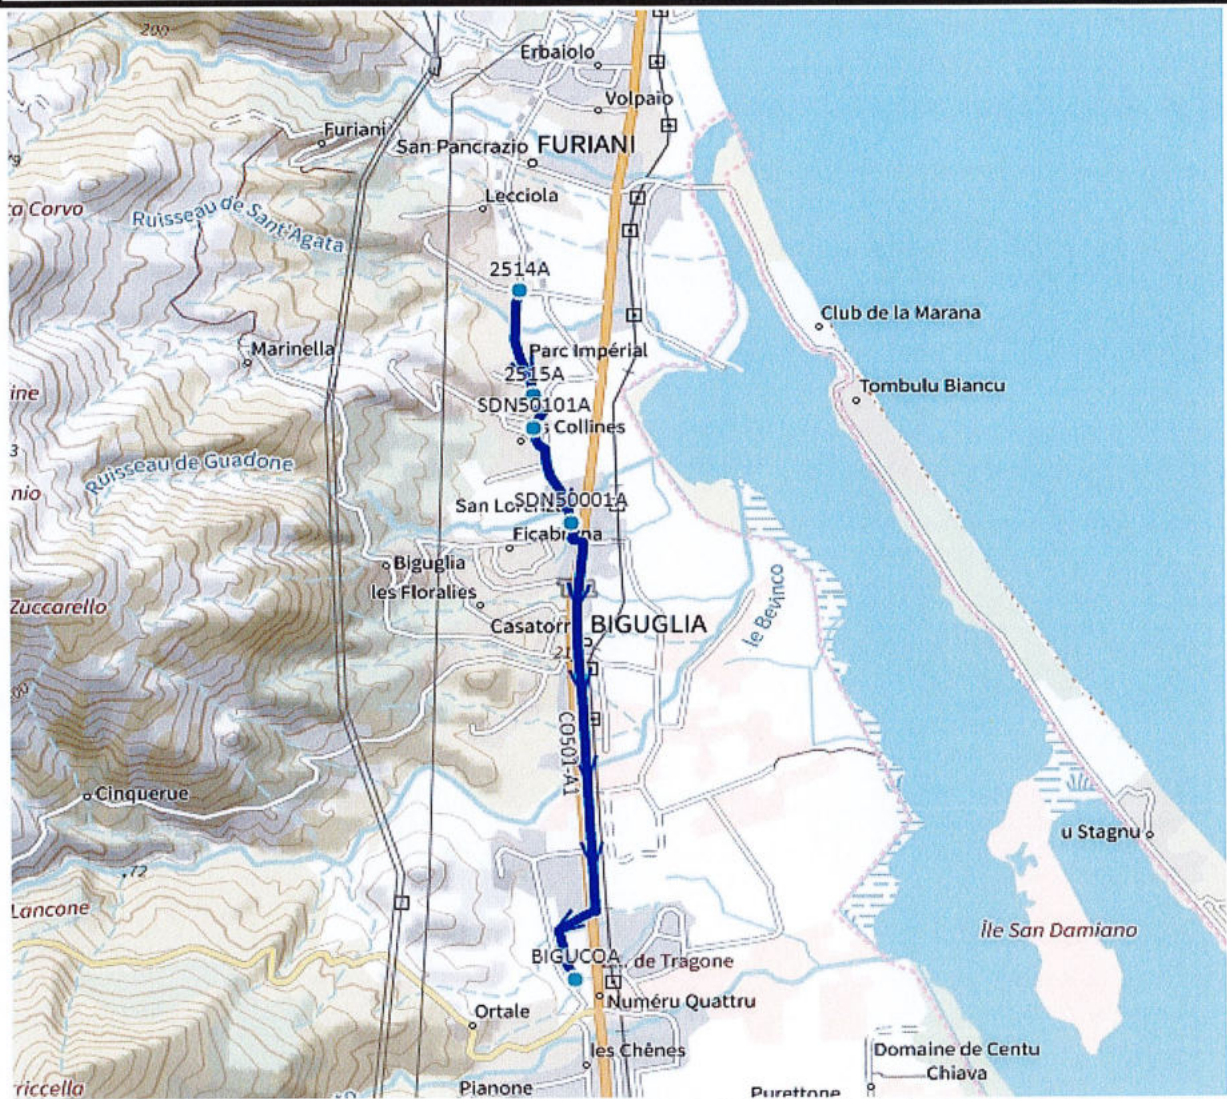 200
Erbaiolo
Volpaio
Furiani
San Pancrazio
FURIANI
Lecciola
Corvo
Ruisseau de Sant'Agata
2514A
Club de la Marana
Marinella
Parc Impérial
2515A
Tombulu Biancu
SDN50101A
Collines
Ruisseau de Guadone
SDN50001A
San
Biguglia
les Floralies
le Bevinco
Zuccarello
BIGUGLIA
21
CO501-A1
Cinquerue
u Stagnu
72
Lancone
Île San Damiano
BIGUCOA
de Tragone
Numéru Quattru
Ortale
les Chênes
Domaine de Centu
Chiava
Pianone
Purettone